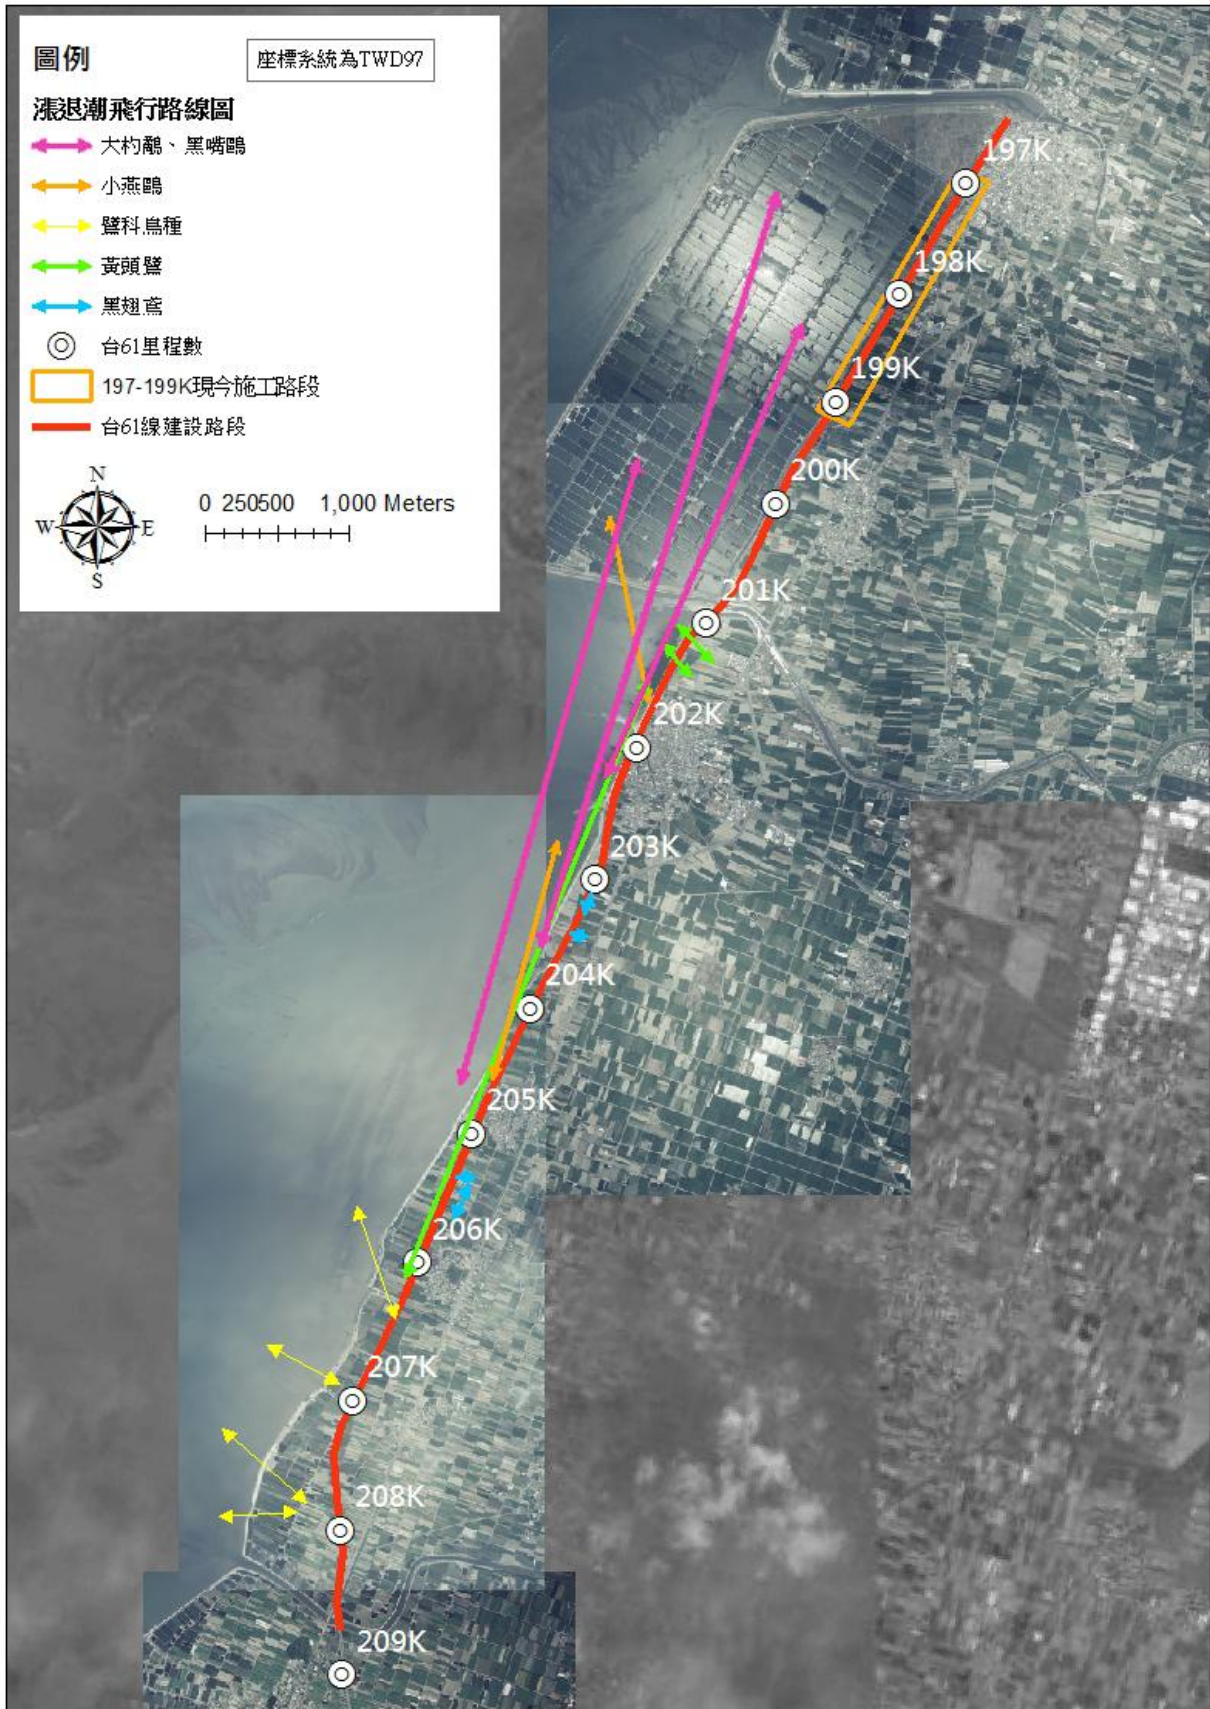 圖例
座標系統為TWD97
漲退潮飛行路線圖
大杓鷸、黑嘴鷗
小燕鷗
鷺科鳥種
黃頭鷺
黑翅鳶
台61里程數
197-199K現今施工路段
台61線建設路段
N
W E
S
0 250500 1,000 Meters
197K
198K
199K
200K
201K
202K
203K
204K
205K
206K
207K
208K
209K